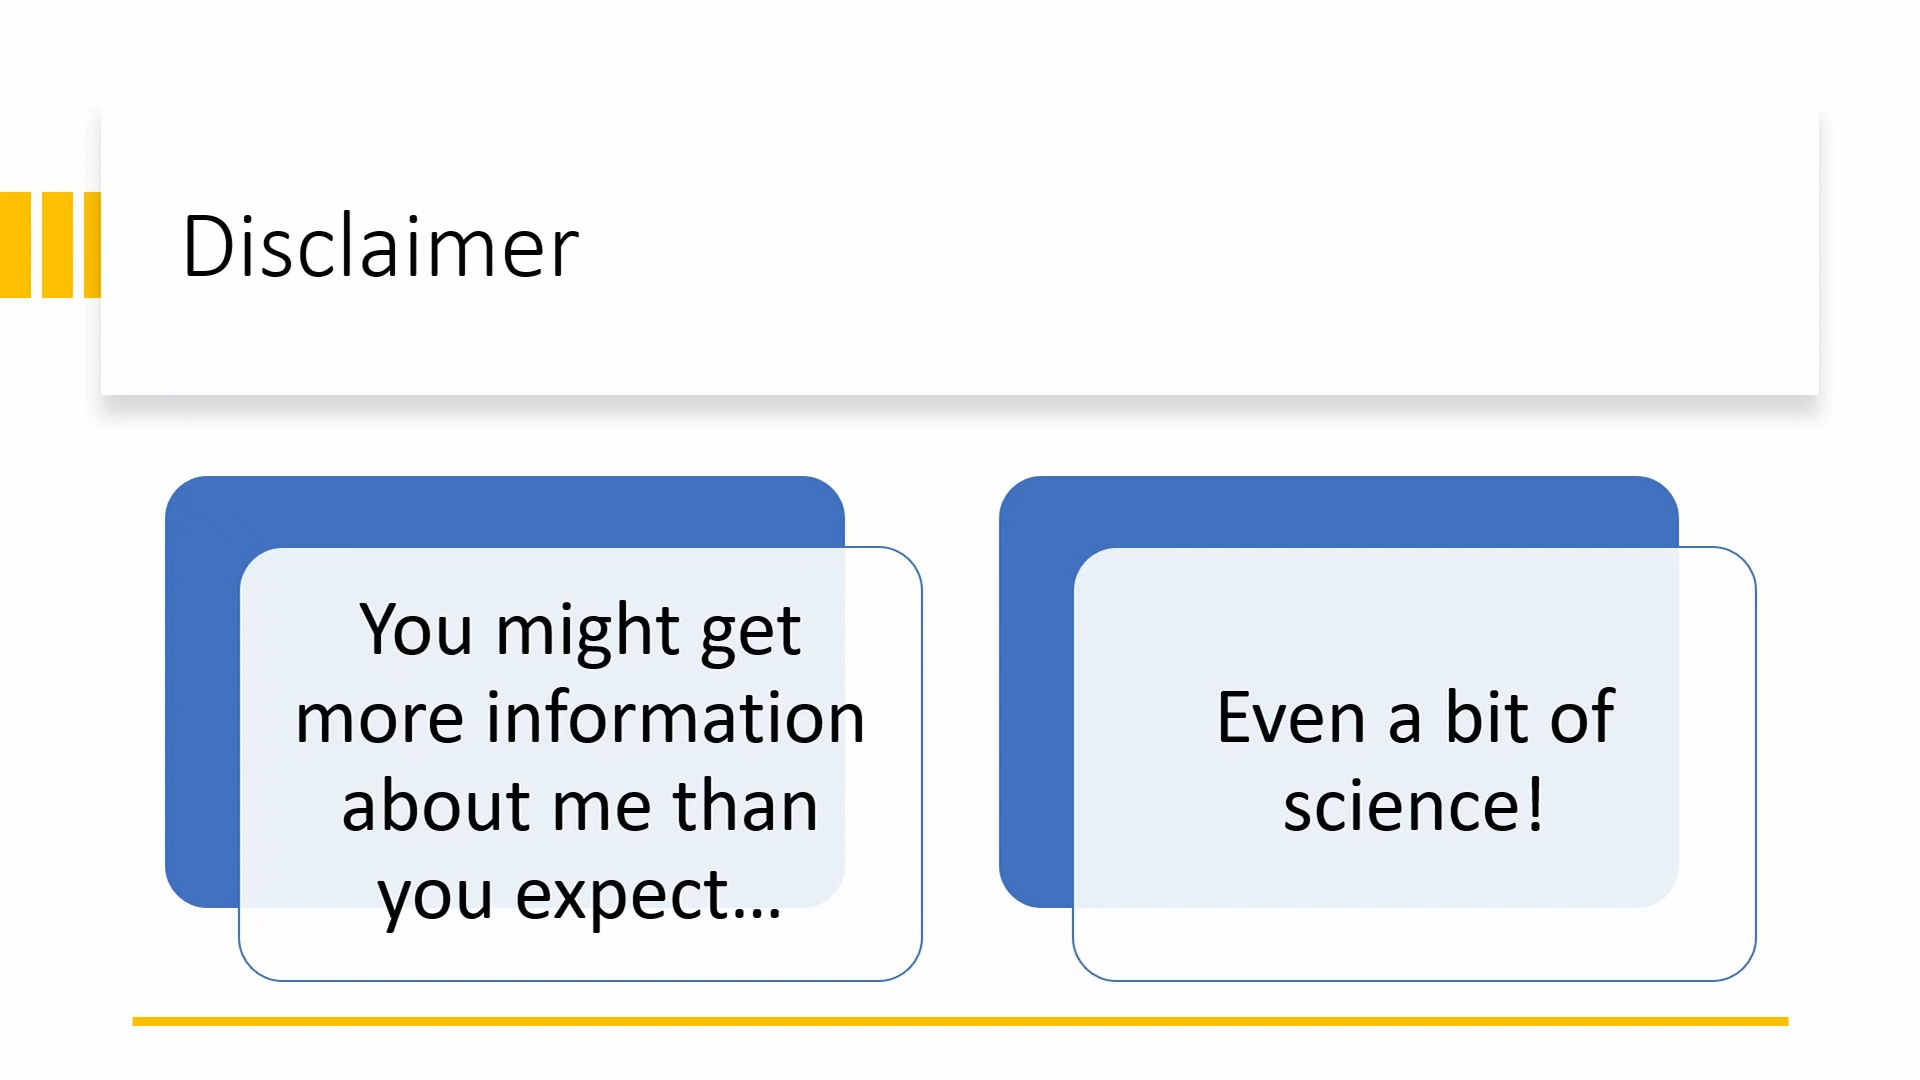 Disclaimer
You might get
more information
about me than
you expect…
Even a bit of
science!